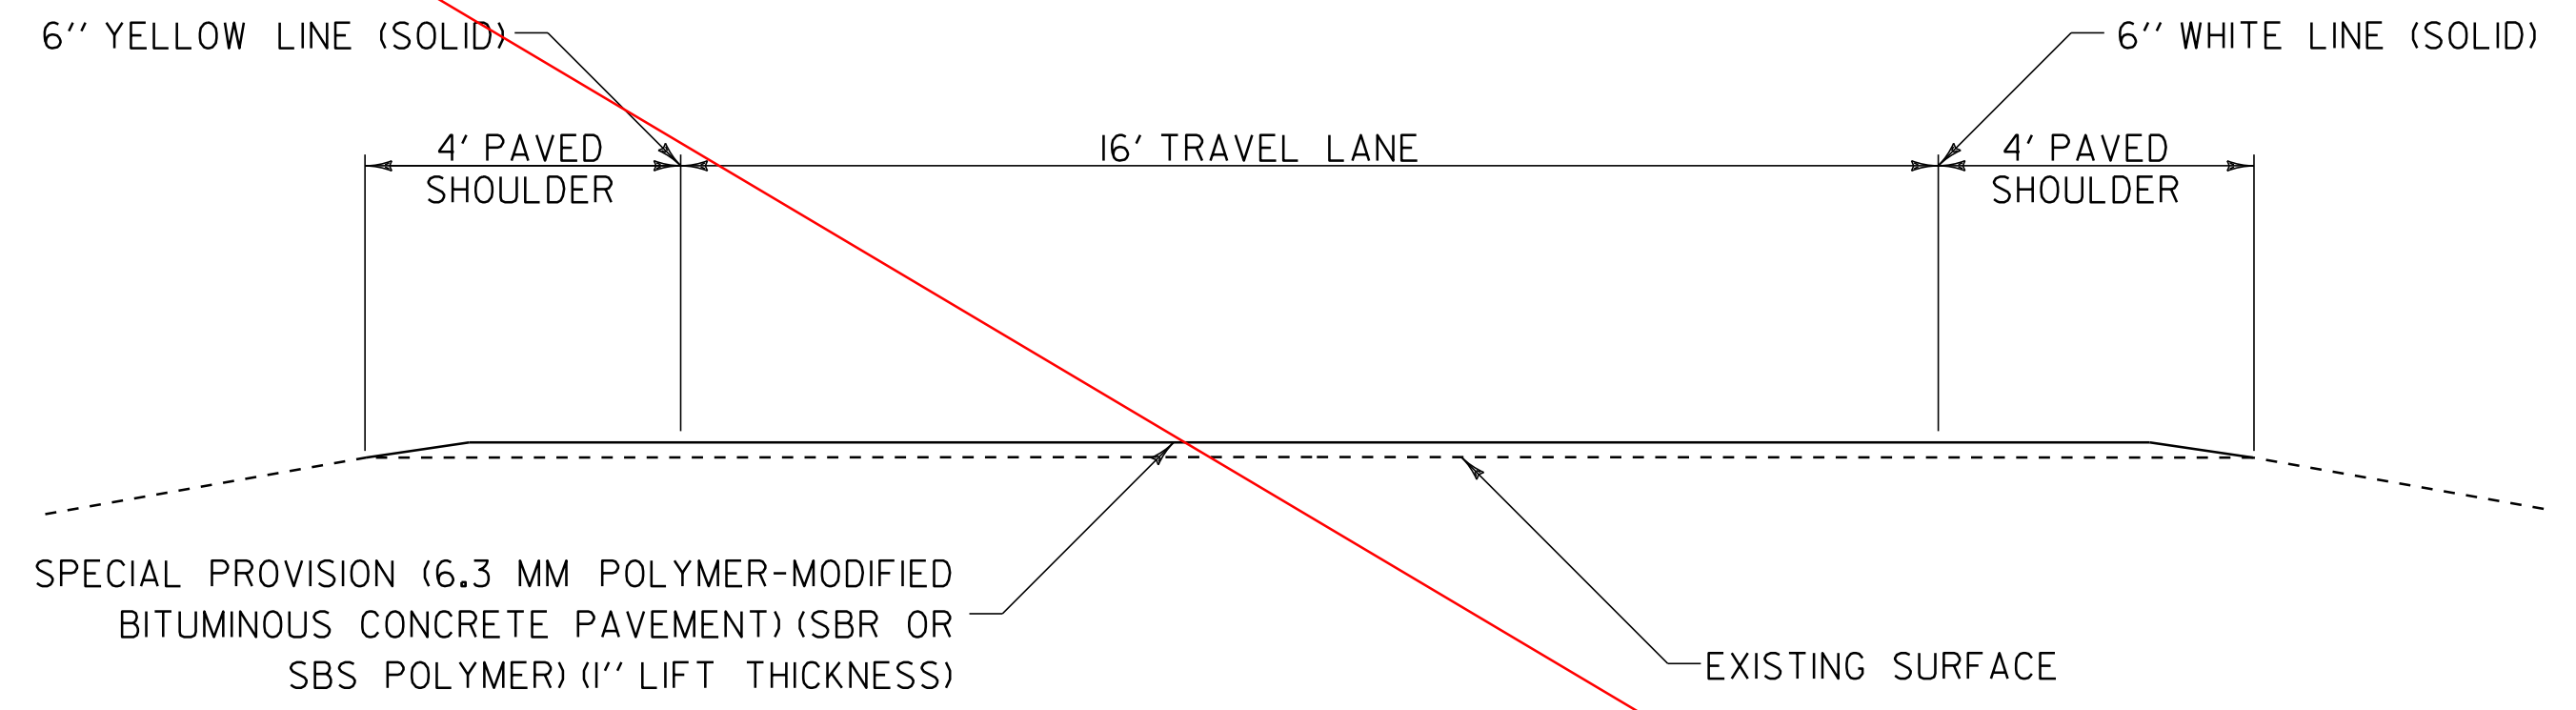 6'' YELLOW LINE (SOLID)
6'' WHITE LINE (SOLID)
4' PAVED
SHOULDER
16' TRAVEL LANE
4' PAVED
SHOULDER
SPECIAL PROVISION (6.3 MM POLYMER-MODIFIED
BITUMINOUS CONCRETE PAVEMENT) (SBR OR
SBS POLYMER) (1'' LIFT THICKNESS)
EXISTING SURFACE